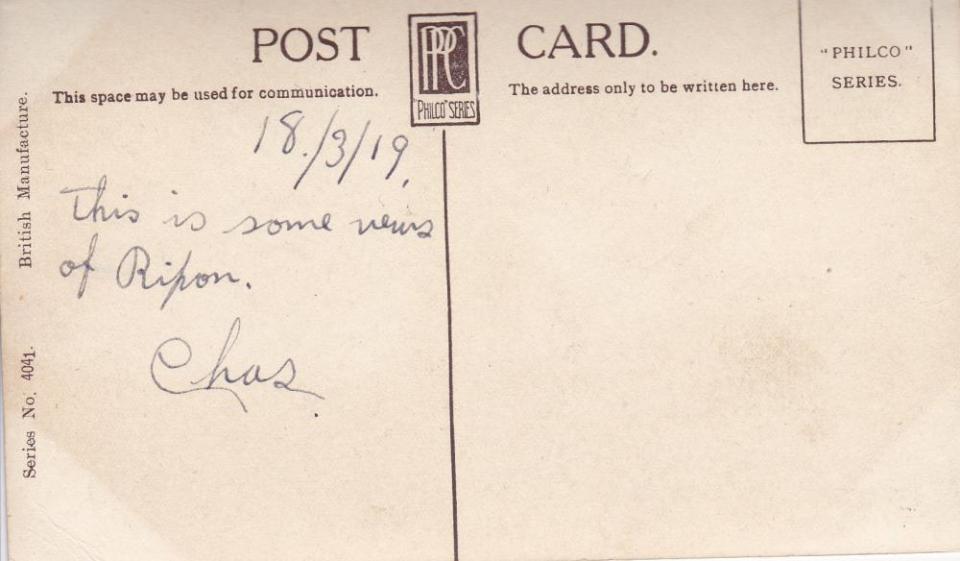 POST CARD.
PPC
"PHILCO" SERIES
"PHILCO"
SERIES.
This space may be used for communication.
The address only to be written here.
British Manufacture.
Series No. 4041.
18./3/19.
This is some views
of Ripon.
Chas.